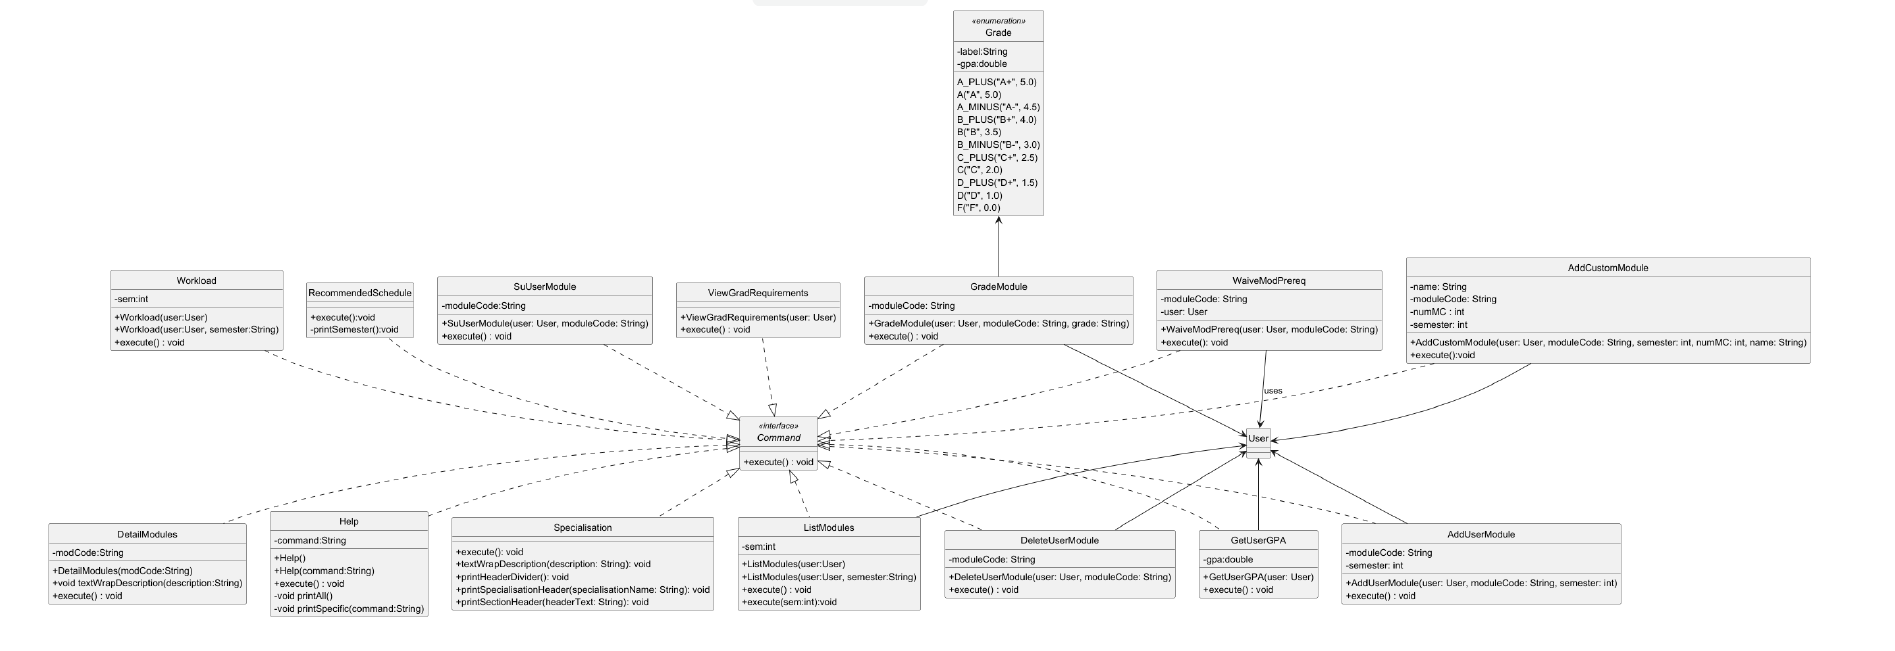 «enumeration»
Grade
-label:String
-gpa:double
A_PLUS("A+", 5.0)
A("A", 5.0)
A_MINUS("A-", 4.5)
B_PLUS("B+", 4.0)
B("B", 3.5)
B_MINUS("B-", 3.0)
C_PLUS("C+", 2.5)
C("C", 2.0)
D_PLUS("D+", 1.5)
D("D", 1.0)
F("F", 0.0)
Workload
-sem:int
+Workload(user:User)
+Workload(user:User, semester:String)
+execute() : void
RecommendedSchedule
+execute():void
-printSemester():void
SuUserModule
-moduleCode:String
+SuUserModule(user: User, moduleCode: String)
+execute() : void
ViewGradRequirements
+ViewGradRequirements(user: User)
+execute() : void
GradeModule
-moduleCode: String
+GradeModule(user: User, moduleCode: String, grade: String)
+execute() : void
WaiveModPrereq
-moduleCode: String
-user: User
+WaiveModPrereq(user: User, moduleCode: String)
+execute(): void
AddCustomModule
-name: String
-moduleCode: String
-numMC : int
-semester: int
+AddCustomModule(user: User, moduleCode: String, semester: int, numMC: int, name: String)
+execute():void
uses
«interface»
Command
+execute() : void
User
DetailModules
-modCode:String
+DetailModules(modCode:String)
+void textWrapDescription(description:String)
+execute() : void
Help
-command:String
+Help()
+Help(command:String)
+execute() : void
-void printAll()
-void printSpecific(command:String)
Specialisation
+execute(): void
+textWrapDescription(description: String): void
+printHeaderDivider(): void
+printSpecialisationHeader(specialisationName: String): void
+printSectionHeader(headerText: String): void
ListModules
-sem:int
+ListModules(user:User)
+ListModules(user:User, semester:String)
+execute() : void
+execute(sem:int):void
DeleteUserModule
-moduleCode: String
+DeleteUserModule(user: User, moduleCode: String)
+execute() : void
GetUserGPA
-gpa:double
+GetUserGPA(user: User)
+execute() : void
AddUserModule
-moduleCode: String
-semester: int
+AddUserModule(user: User, moduleCode: String, semester: int)
+execute() : void